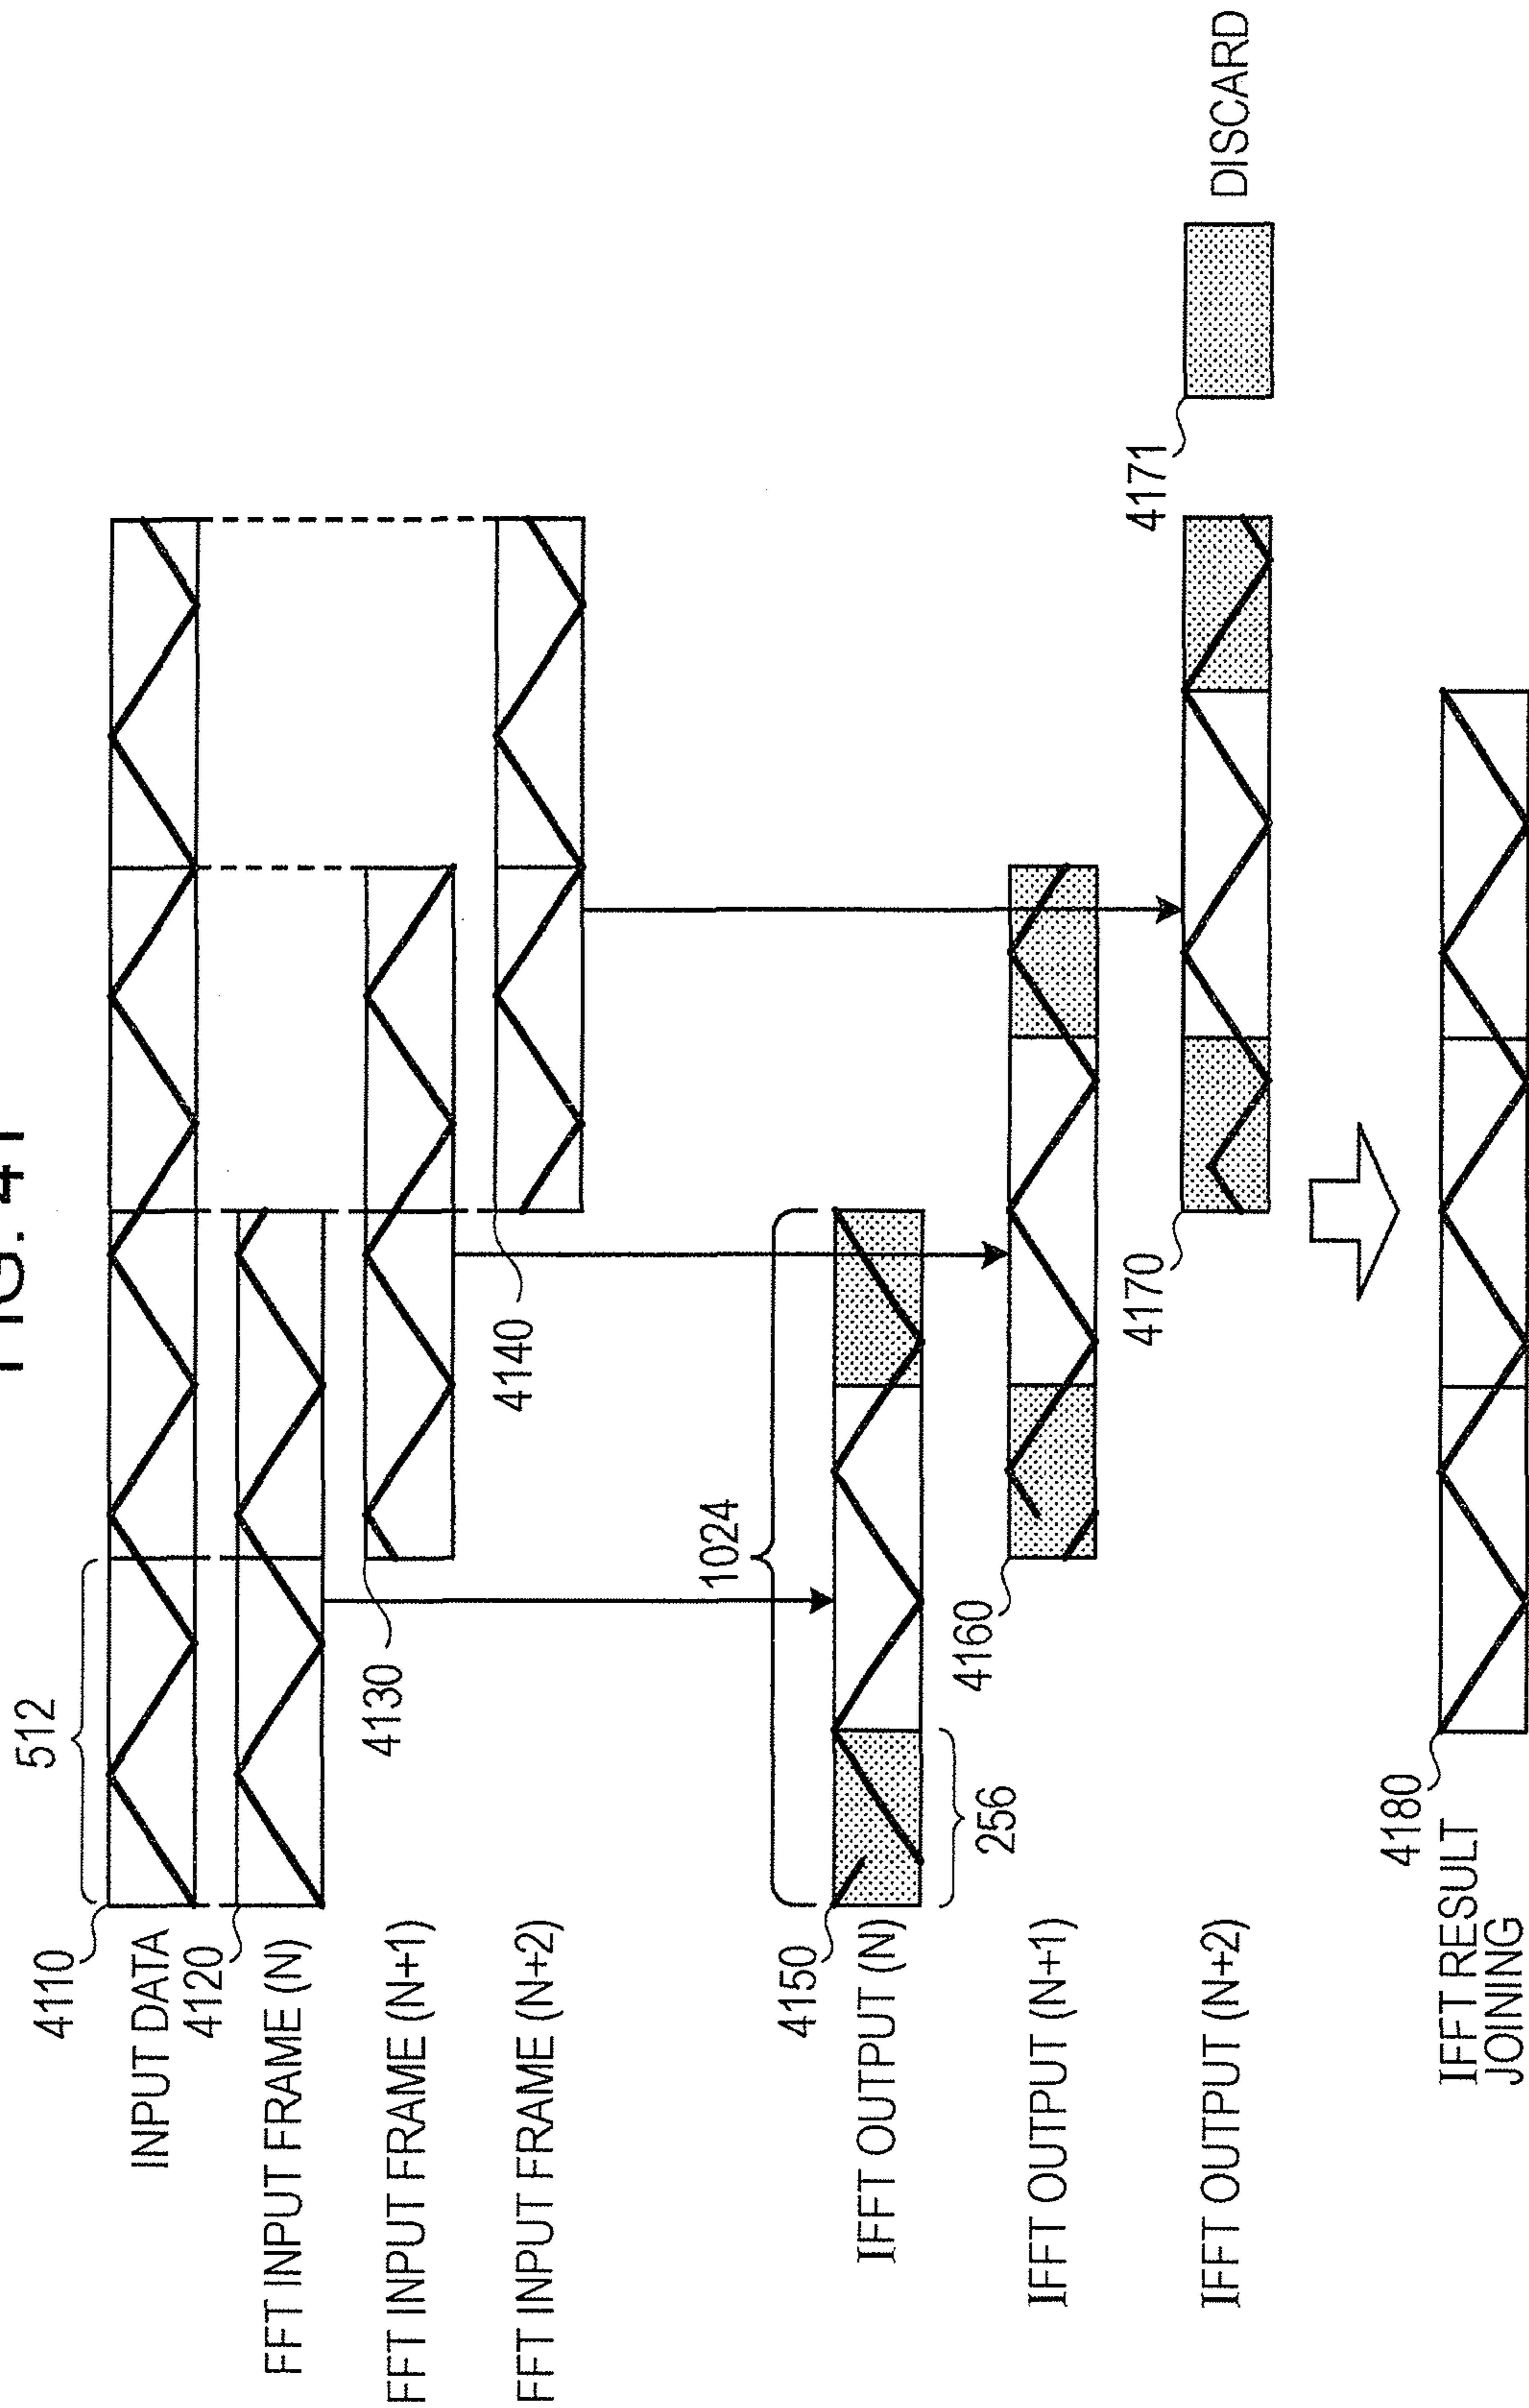 FIG. 41
512
4110
INPUT DATA
4120
FFT INPUT FRAME (N)
4130
FFT INPUT FRAME (N+1)
4140
FFT INPUT FRAME (N+2)
1024
4150
IFFT OUTPUT (N)
256
4160
IFFT OUTPUT (N+1)
4170
IFFT OUTPUT (N+2)
4171
DISCARD
4180
IFFT RESULT
JOINING